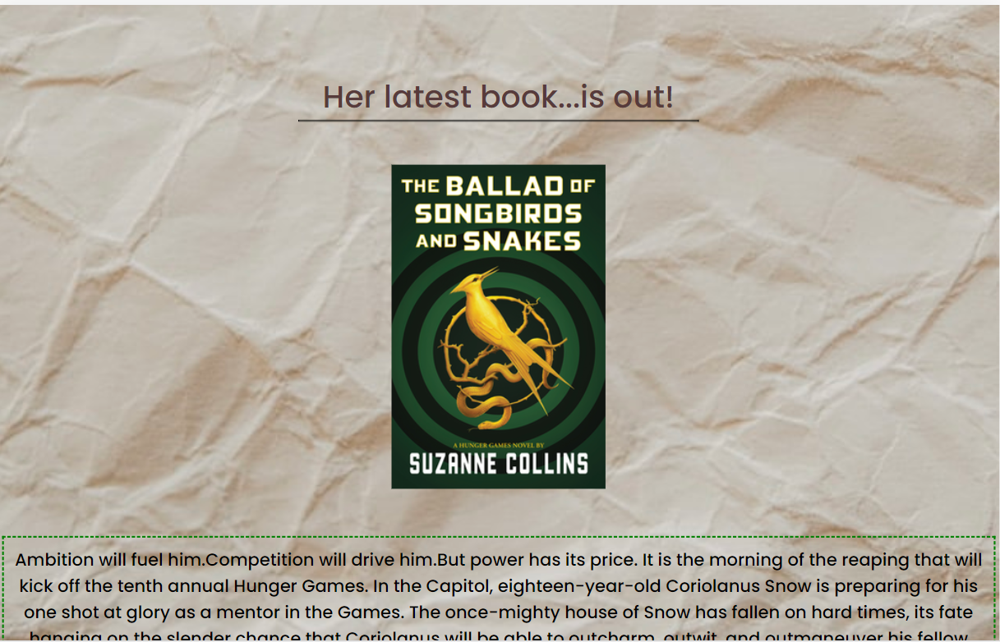 Her latest book...is out!
THE BALLAD OF
SONGBIRDS
AND SNAKES
A HUNGER GAMES NOVEL BY
SUZANNE COLLINS
Ambition will fuel him.Competition will drive him.But power has its price. It is the morning of the reaping that will
kick off the tenth annual Hunger Games. In the Capitol, eighteen-year-old Coriolanus Snow is preparing for his
one shot at glory as a mentor in the Games. The once-mighty house of Snow has fallen on hard times, its fate
hanging on the slender chance that Coriolanus will be able to outcharm, outwit, and outmaneuver his fellow